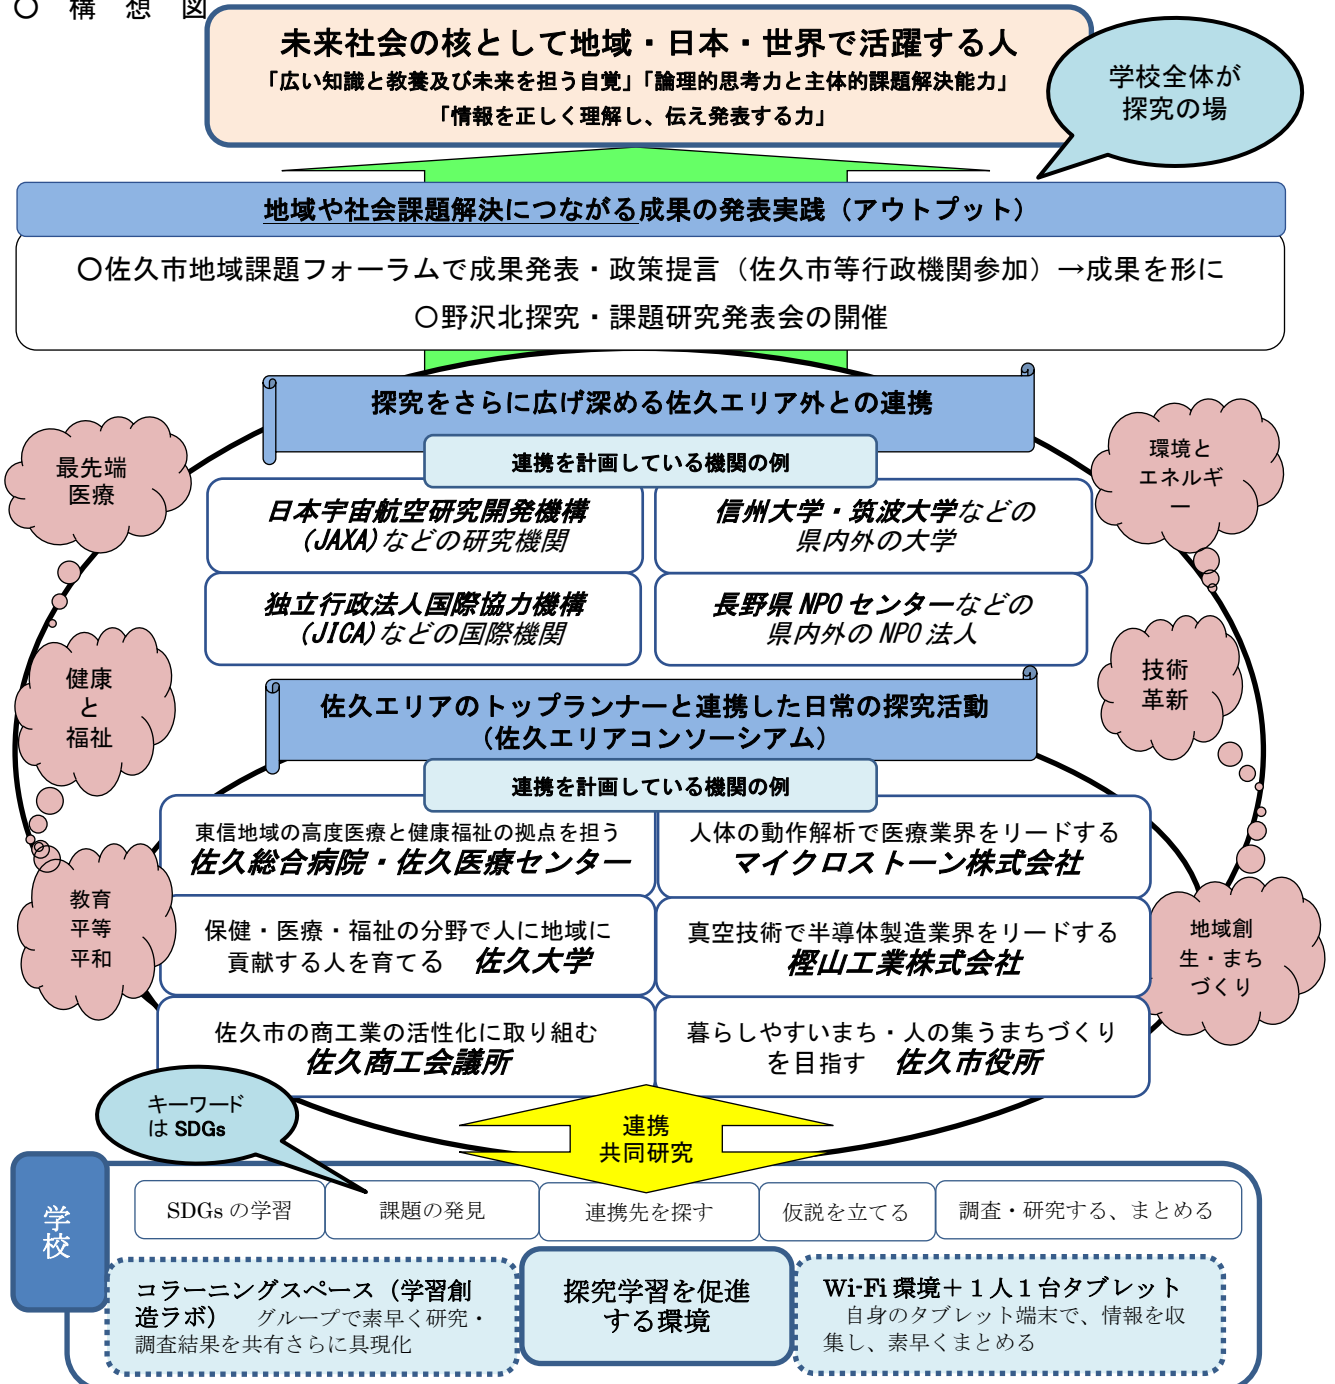 ○ 構 想 図
未来社会の核として地域・日本・世界で活躍する人
「広い知識と教養及び未来を担う自覚」「論理的思考力と主体的課題解決能力」
「情報を正しく理解し、伝え発表する力」
学校全体が
探究の場
地域や社会課題解決につながる成果の発表実践（アウトプット）
○佐久市地域課題フォーラムで成果発表・政策提言（佐久市等行政機関参加）→成果を形に
○野沢北探究・課題研究発表会の開催
探究をさらに広げ深める佐久エリア外との連携
連携を計画している機関の例
最先端
医療
環境と
エネルギ
ー
日本宇宙航空研究開発機構
(JAXA)などの研究機関
信州大学・筑波大学などの
県内外の大学
独立行政法人国際協力機構
(JICA)などの国際機関
長野県 NPO センターなどの
県内外の NPO 法人
健康
と
福祉
技術
革新
佐久エリアのトップランナーと連携した日常の探究活動
（佐久エリアコンソーシアム）
連携を計画している機関の例
東信地域の高度医療と健康福祉の拠点を担う
佐久総合病院・佐久医療センター
人体の動作解析で医療業界をリードする
マイクロストーン株式会社
教育
平等
平和
保健・医療・福祉の分野で人に地域に
貢献する人を育てる　佐久大学
真空技術で半導体製造業界をリードする
樫山工業株式会社
地域創
生・まち
づくり
佐久市の商工業の活性化に取り組む
佐久商工会議所
暮らしやすいまち・人の集うまちづくり
を目指す　佐久市役所
キーワード
は SDGs
連携
共同研究
学校
SDGs の学習
課題の発見
連携先を探す
仮説を立てる
調査・研究する、まとめる
コラーニングスペース（学習創
造ラボ）　グループで素早く研究・
調査結果を共有さらに具現化
探究学習を促進
する環境
Wi-Fi 環境＋１人１台タブレット
自身のタブレット端末で、情報を収
集し、素早くまとめる